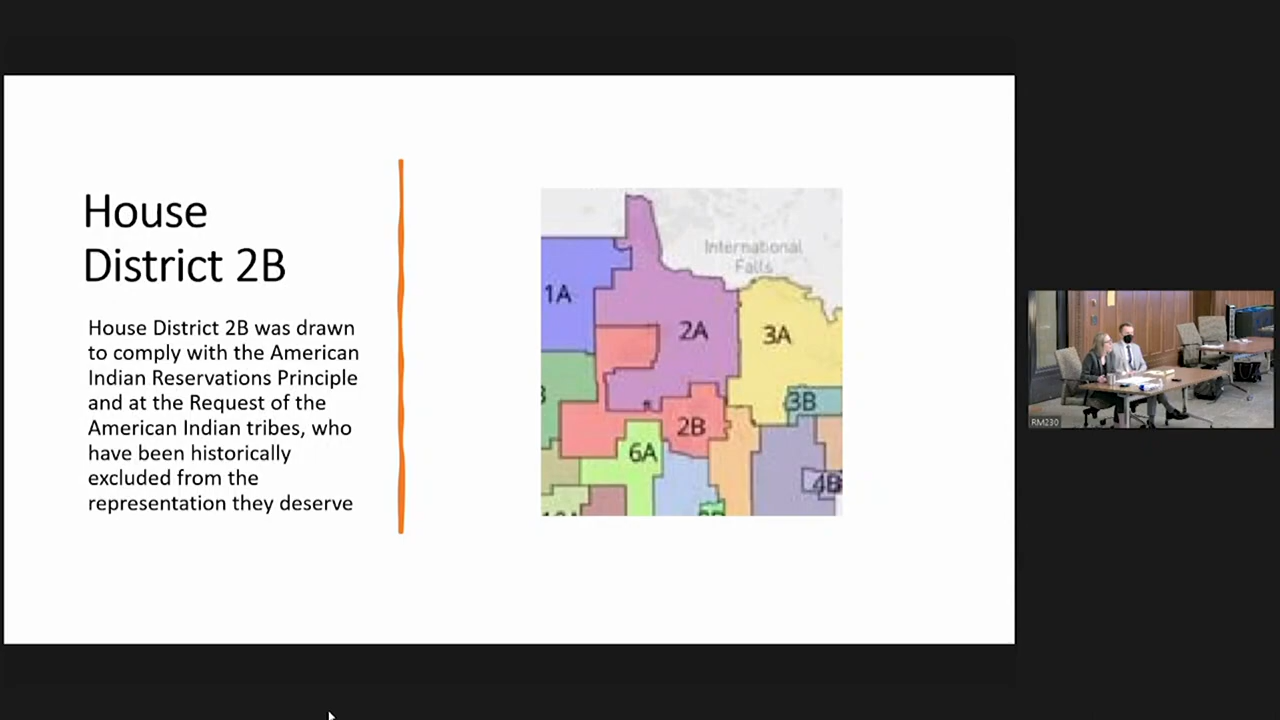 House
District 2B
House District 2B was drawn
to comply with the American
Indian Reservations Principle
and at the Request of the
American Indian tribes, who
have been historically
excluded from the
representation they deserve
International
Falls
1A
2A
3A
3B
2B
6A
4B
RM230